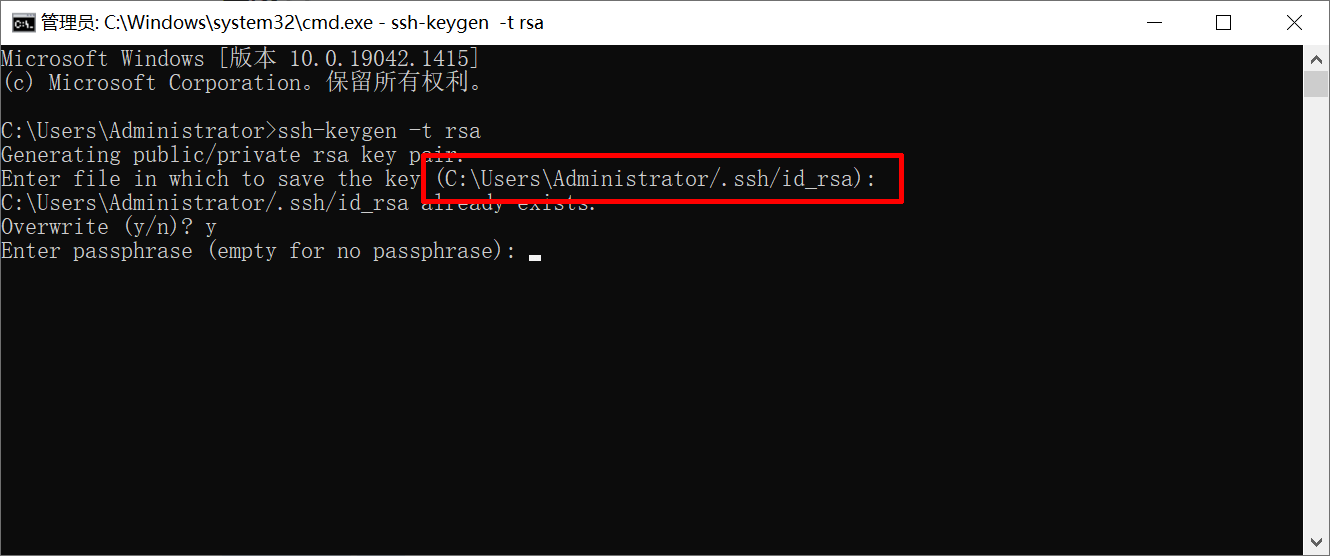 管理员: C:\Windows\system32\cmd.exe - ssh-keygen  -t rsa
Microsoft Windows [版本 10.0.19042.1415]
(c) Microsoft Corporation。保留所有权利。
C:\Users\Administrator>ssh-keygen -t rsa
Generating public/private rsa key pair.
Enter file in which to save the key (C:\Users\Administrator/.ssh/id_rsa):
C:\Users\Administrator/.ssh/id_rsa already exists.
Overwrite (y/n)? y
Enter passphrase (empty for no passphrase):